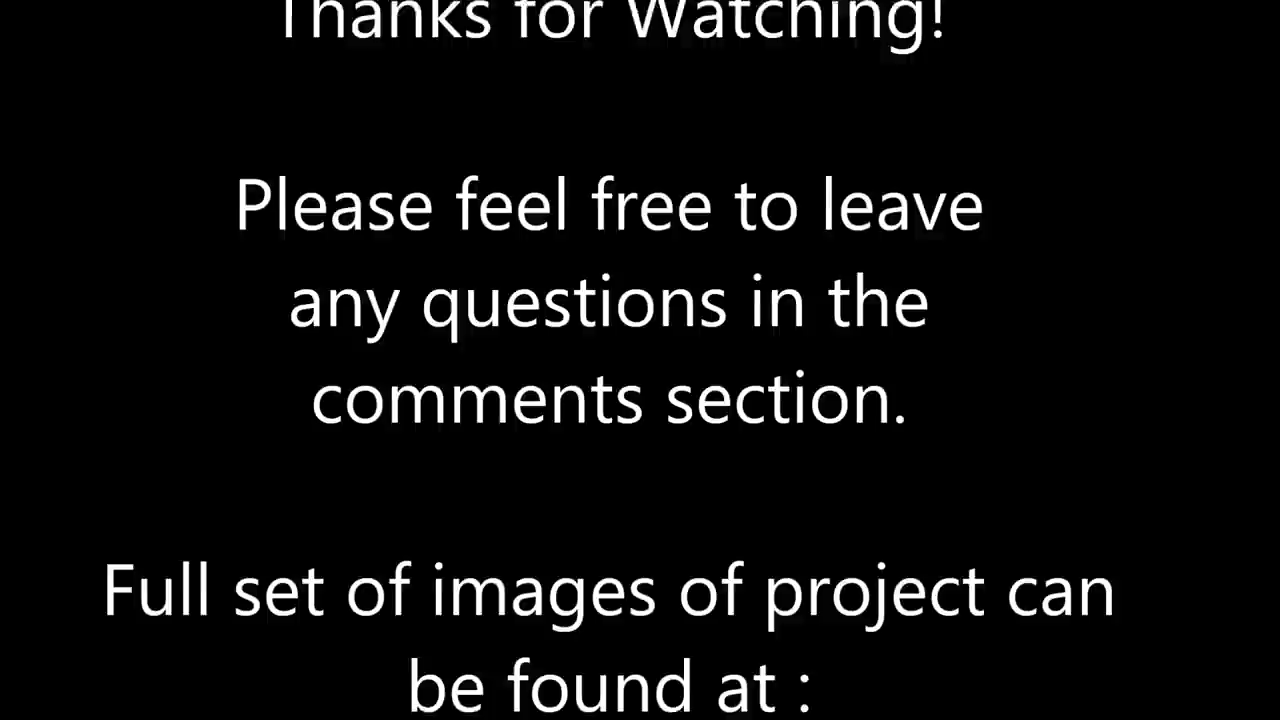 Thanks for Watching!
Please feel free to leave
any questions in the
comments section.
Full set of images of project can
be found at :